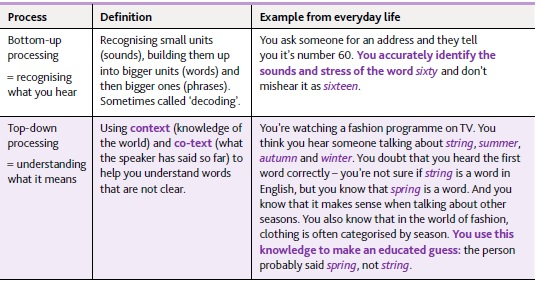 Process
Definition
Example from everyday life
Bottom-up
processing
= recognising
what you hear
Recognising small units
(sounds), building them up
into bigger units (words) and
then bigger ones (phrases).
Sometimes called ‘decoding’.
You ask someone for an address and they tell
you it’s number 60. You accurately identify the
sounds and stress of the word sixty and don’t
mishear it as sixteen.
Top-down
processing
= understanding
what it means
Using context (knowledge of
the world) and co-text (what
the speaker has said so far) to
help you understand words
that are not clear.
You’re watching a fashion programme on TV. You
think you hear someone talking about string, summer,
autumn and winter. You doubt that you heard the first
word correctly – you’re not sure if string is a word in
English, but you know that spring is a word. And you
know that it makes sense when talking about other
seasons. You also know that in the world of fashion,
clothing is often categorised by season. You use this
knowledge to make an educated guess: the person
probably said spring, not string.